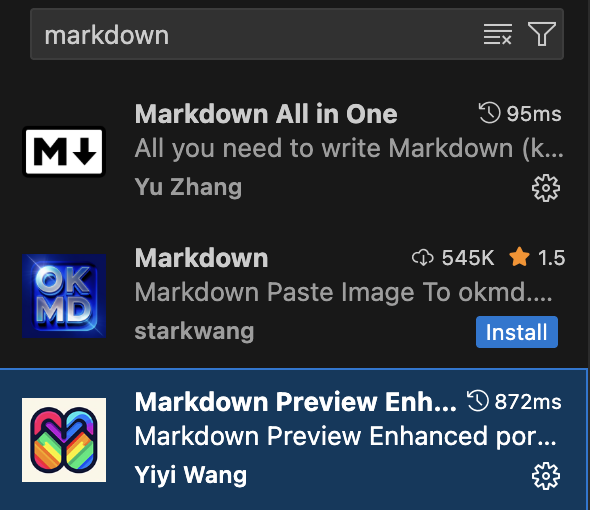 markdown
Markdown All in One 95ms
All you need to write Markdown (k...
Yu Zhang
M
OK
MD
Markdown 545K 1.5
Markdown Paste Image To okmd....
starkwang Install
Markdown Preview Enh... 872ms
Markdown Preview Enhanced por...
Yiyi Wang